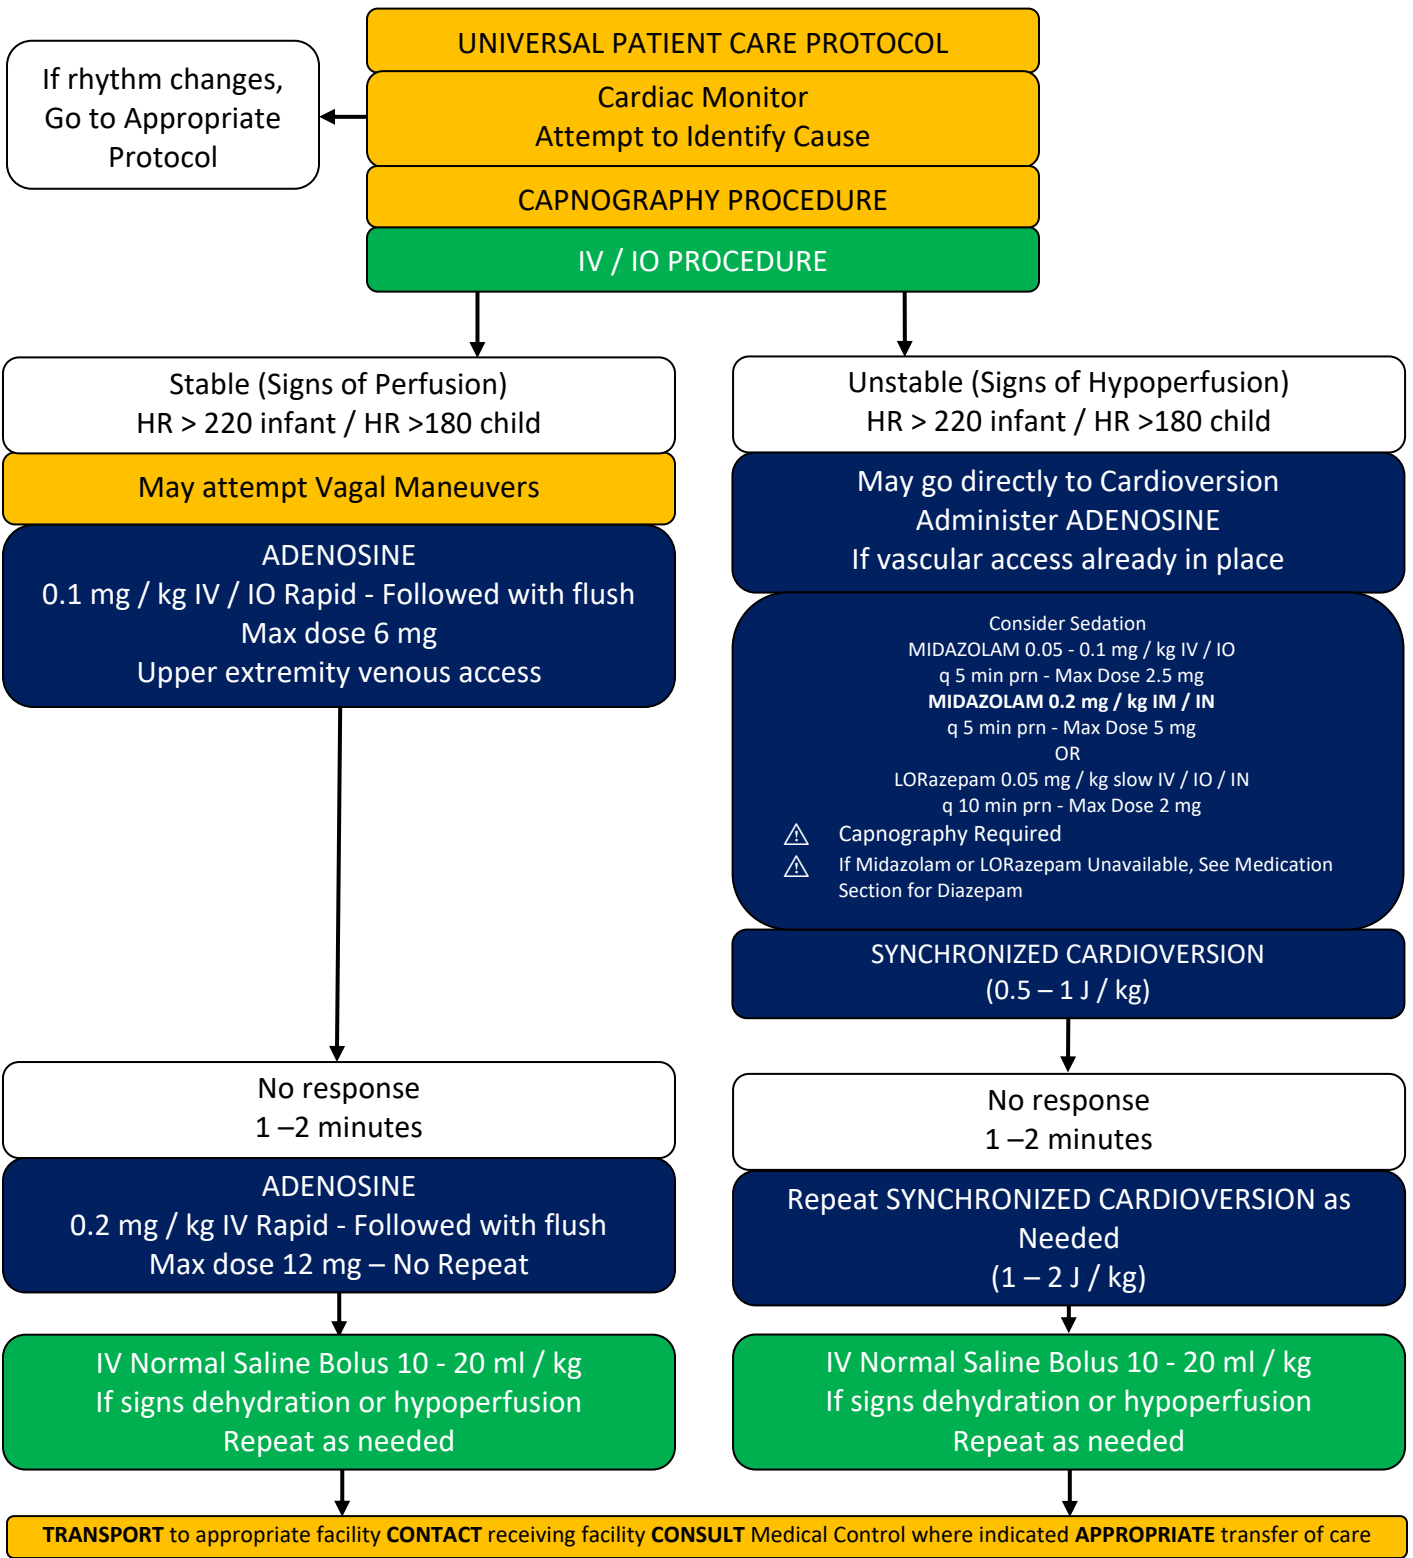 UNIVERSAL PATIENT CARE PROTOCOL
If rhythm changes,
Go to Appropriate
Protocol
Cardiac Monitor
Attempt to Identify Cause
CAPNOGRAPHY PROCEDURE
IV / IO PROCEDURE
Stable (Signs of Perfusion)
HR > 220 infant / HR >180 child
May attempt Vagal Maneuvers
ADENOSINE
0.1 mg / kg IV / IO Rapid - Followed with flush
Max dose 6 mg
Upper extremity venous access
No response
1 –2 minutes
ADENOSINE
0.2 mg / kg IV Rapid - Followed with flush
Max dose 12 mg – No Repeat
IV Normal Saline Bolus 10 - 20 ml / kg
If signs dehydration or hypoperfusion
Repeat as needed
Unstable (Signs of Hypoperfusion)
HR > 220 infant / HR >180 child
May go directly to Cardioversion
Administer ADENOSINE
If vascular access already in place
Consider Sedation
MIDAZOLAM 0.05 - 0.1 mg / kg IV / IO
q 5 min prn - Max Dose 2.5 mg
MIDAZOLAM 0.2 mg / kg IM / IN
q 5 min prn - Max Dose 5 mg
OR
LORazepam 0.05 mg / kg slow IV / IO / IN
q 10 min prn - Max Dose 2 mg
⚠ Capnography Required
⚠ If Midazolam or LORazepam Unavailable, See Medication
Section for Diazepam
SYNCHRONIZED CARDIOVERSION
(0.5 – 1 J / kg)
No response
1 –2 minutes
Repeat SYNCHRONIZED CARDIOVERSION as
Needed
(1 – 2 J / kg)
IV Normal Saline Bolus 10 - 20 ml / kg
If signs dehydration or hypoperfusion
Repeat as needed
TRANSPORT to appropriate facility CONTACT receiving facility CONSULT Medical Control where indicated APPROPRIATE transfer of care